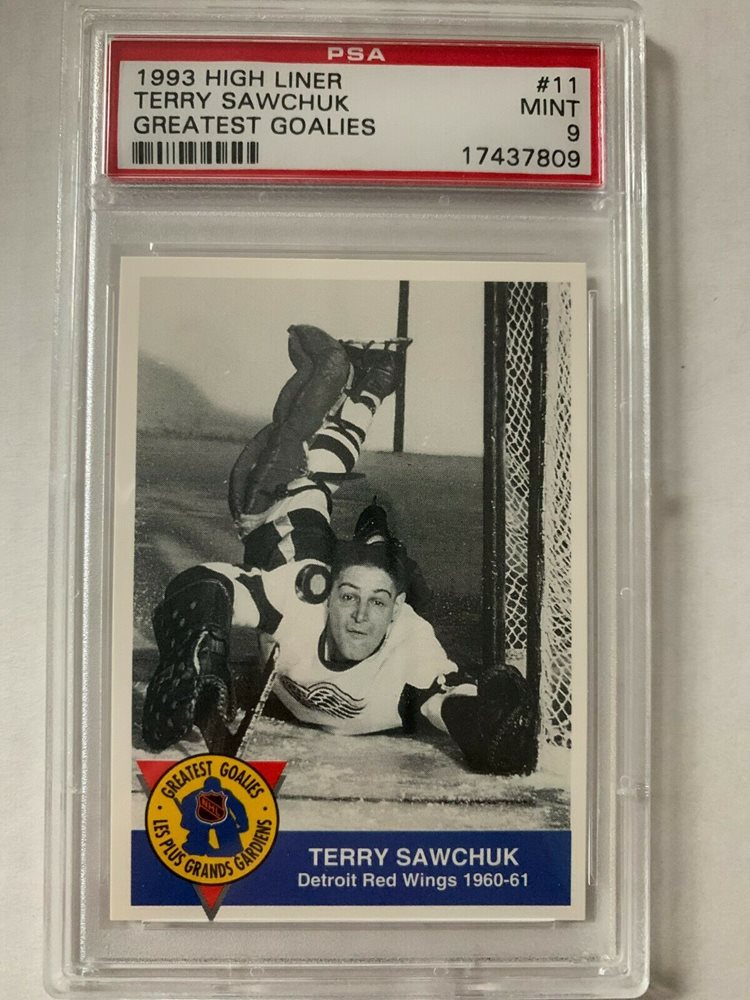 PSA
1993 HIGH LINER #11
TERRY SAWCHUK MINT
GREATEST GOALIES 9
17437809
GREATEST GOALIES
NHL
LES PLUS GRANDS GARDIENS
TERRY SAWCHUK
Detroit Red Wings 1960-61